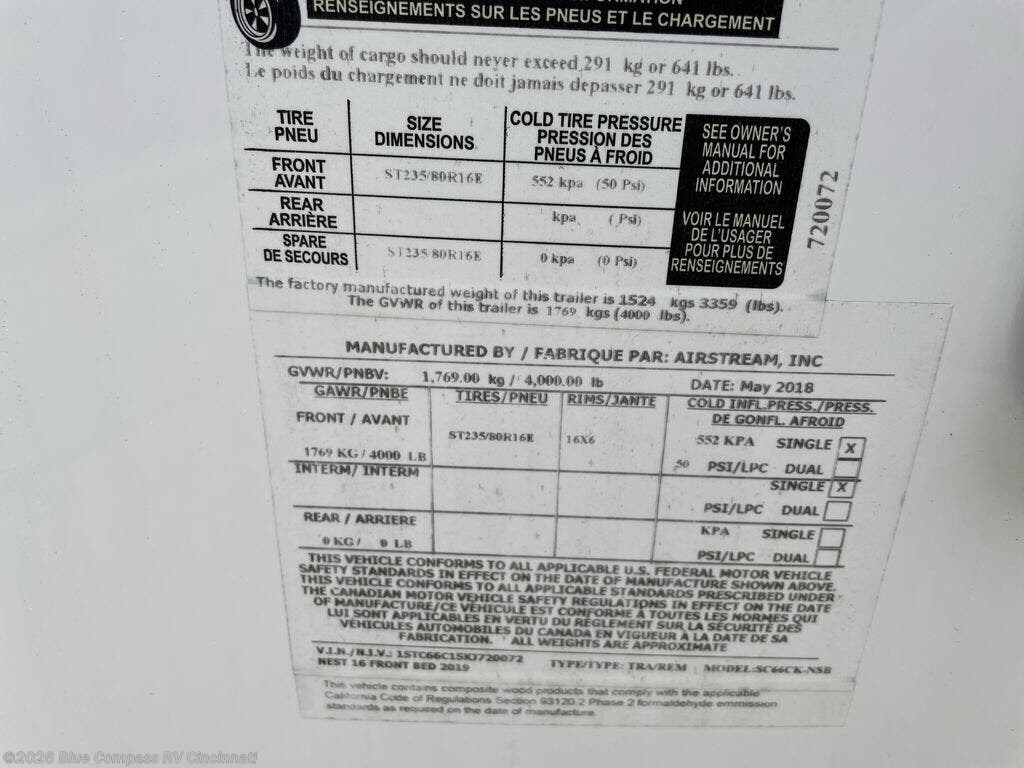 RENSEIGNEMENTS SUR LES PNEUS ET LE CHARGEMENT
The weight of cargo should never exceed 291 kg or 641 lbs.
Le poids du chargement ne doit jamais depasser 291 kg or 641 lbs.
TIRE
PNEU
SIZE
DIMENSIONS
COLD TIRE PRESSURE
PRESSION DES
PNEUS À FROID
FRONT
AVANT
ST235/80R16E
552 kpa (50 Psi)
REAR
ARRIÈRE
kpa ( Psi)
SPARE
DE SECOURS
ST235/80R16E
0 kpa (0 Psi)
SEE OWNER'S
MANUAL FOR
ADDITIONAL
INFORMATION
VOIR LE MANUEL
DE L'USAGER
POUR PLUS DE
RENSEIGNEMENTS
720072
The factory manufactured weight of this trailer is 1524 kgs 3359 (lbs).
The GVWR of this trailer is 1769 kgs (4000 lbs).
MANUFACTURED BY / FABRIQUE PAR: AIRSTREAM, INC
GVWR/PNBV: 1,769.00 kg / 4,000.00 lb DATE: May 2018
GAWR/PNBE TIRES/PNEU RIMS/JANTE COLD INFL.PRESS./PRESS.
DE GONFL. AFROID
FRONT / AVANT
1769 KG / 4000 LB
ST235/80R16E 16X6
552 KPA SINGLE X
50 PSI/LPC DUAL
INTERM/ INTERM
SINGLE X
PSI/LPC DUAL
REAR / ARRIERE
0 KG / 0 LB
KPA SINGLE
PSI/LPC DUAL
THIS VEHICLE CONFORMS TO ALL APPLICABLE U.S. FEDERAL MOTOR VEHICLE
SAFETY STANDARDS IN EFFECT ON THE DATE OF MANUFACTURE SHOWN ABOVE.
THIS VEHICLE CONFORMS TO ALL APPLICABLE STANDARDS PRESCRIBED UNDER
THE CANADIAN MOTOR VEHICLE SAFETY REGULATIONS IN EFFECT ON THE DATE
OF MANUFACTURE/CE VÉHICULE EST CONFORME À TOUTES LES NORMES QUI
LUI SONT APPLICABLES EN VERTU DU RÈGLEMENT SUR LA SÉCURITÉ DES
VÉHICULES AUTOMOBILES DU CANADA EN VIGUEUR À LA DATE DE SA
FABRICATION. ALL WEIGHTS ARE APPROXIMATE
V.I.N./N.I.V.: 1STC66C15KJ720072
NEST 16 FRONT BED 2019 TYPE/TYPE: TRA/REM MODEL:SC66CK-NSB
This vehicle contains composite wood products that comply with the applicable
California Code of Regulations Section 93120.2 Phase 2 formaldehyde emmission
standards as required on the date of manufacture.
©2026 Blue Compass RV Cincinnati